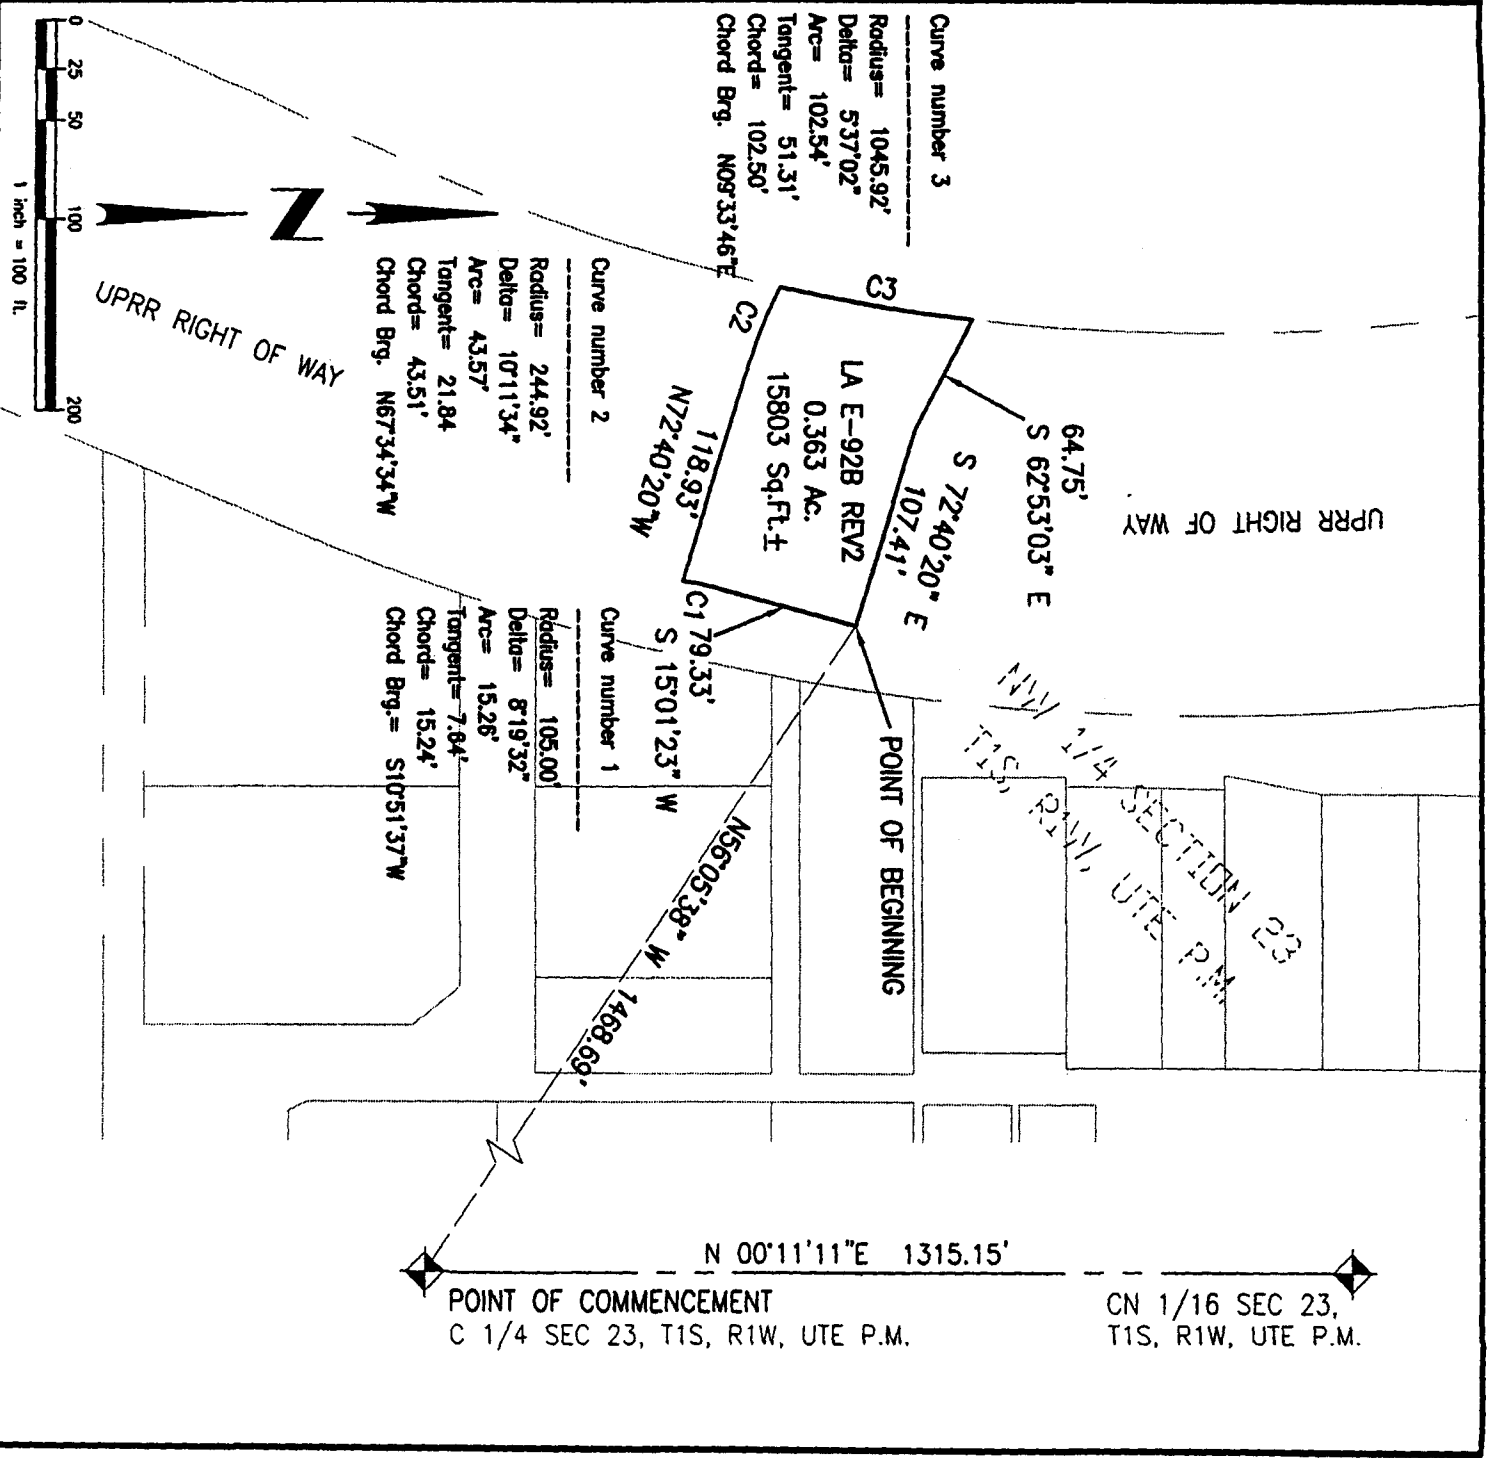 Curve number 3
Radius= 1045.92'
Delta= 5°37'02"
Arc= 102.54'
Tangent= 51.31'
Chord= 102.50'
Chord Brg. N09°33'46"E
Curve number 2
Radius= 244.92'
Delta= 10°11'34"
Arc= 43.57'
Tangent= 21.84
Chord= 43.51'
Chord Brg. N67°34'34"W
Curve number 1
Radius= 105.00'
Delta= 8°19'32"
Arc= 15.26'
Tangent= 7.64'
Chord= 15.24'
Chord Brg.= S10°51'37"W
C3
C2
C1
LA E-92B REV2
0.363 Ac.
15803 Sq.Ft.±
64.75'
S 62°53'03" E
S 72°40'20" E
107.41'
118.93'
N72°40'20"W
79.33'
S 15°01'23" W
UPRR RIGHT OF WAY
UPRR RIGHT OF WAY
POINT OF BEGINNING
NW 1/4 SECTION 23
T1S, R1W, UTE P.M.
N56°05'38" W 1468.69'
N 00°11'11"E 1315.15'
POINT OF COMMENCEMENT
C 1/4 SEC 23, T1S, R1W, UTE P.M.
CN 1/16 SEC 23,
T1S, R1W, UTE P.M.
N
0 25 50 100 200
1 inch = 100 ft.